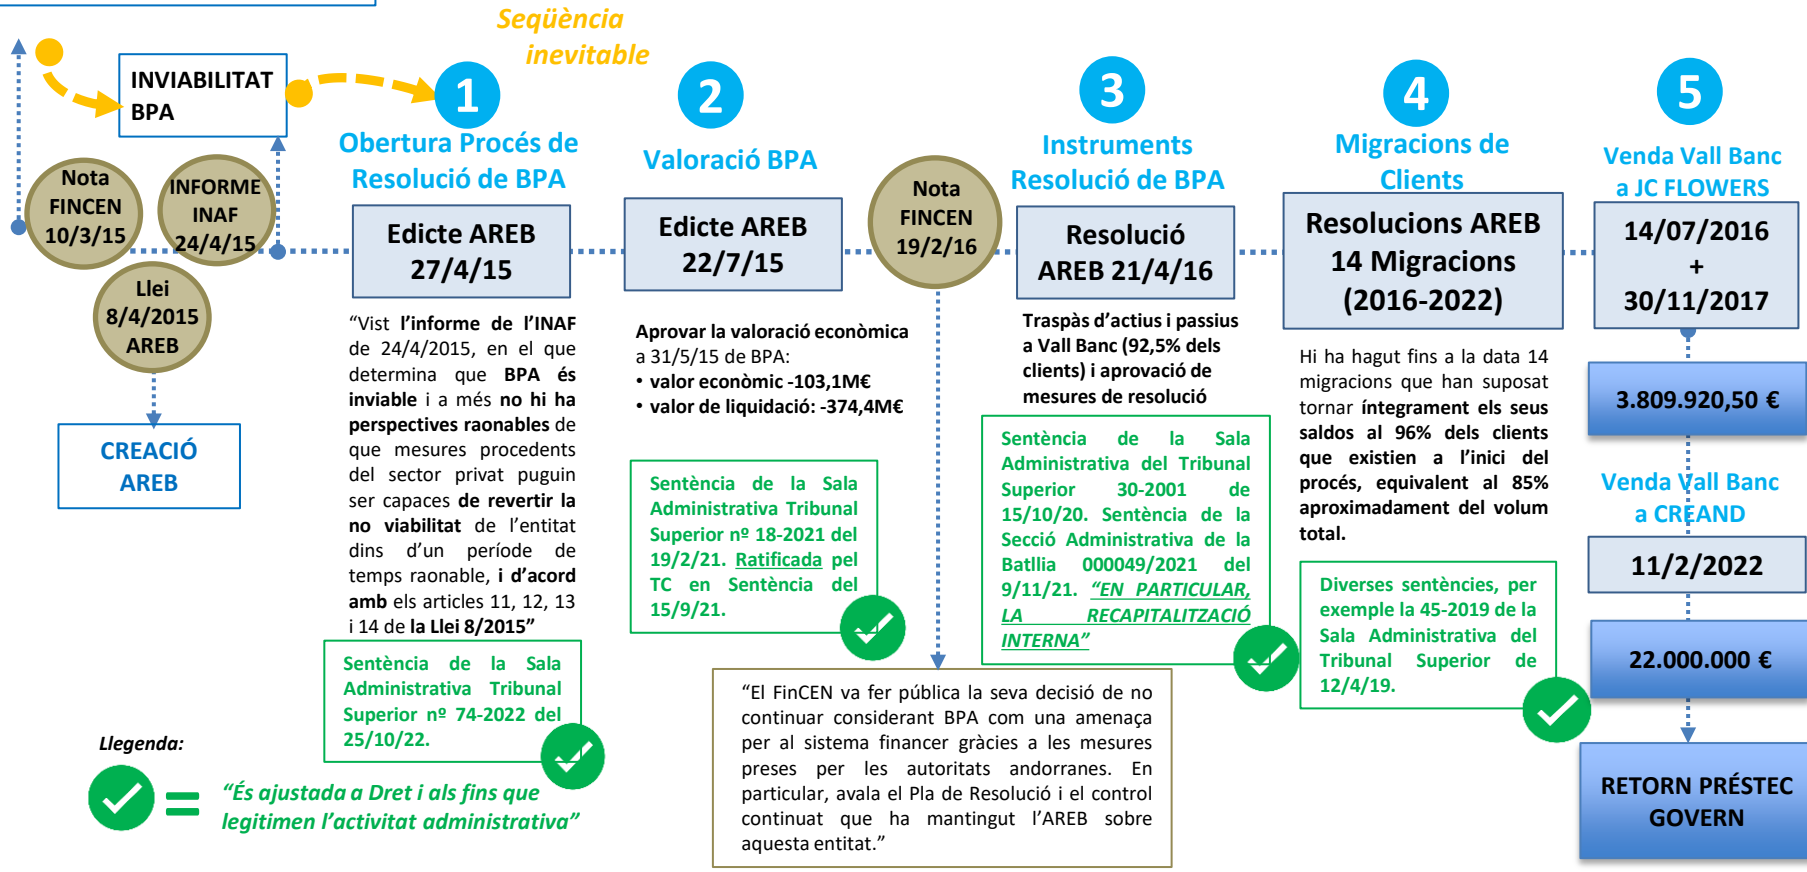 Seqüència
inevitable
INVIABILITAT
BPA
Nota
FINCEN
10/3/15
INFORME
INAF
24/4/15
Llei
8/4/2015
AREB
CREACIÓ
AREB
1
Obertura Procés de
Resolució de BPA
Edicte AREB
27/4/15
“Vist l’informe de l’INAF
de 24/4/2015, en el que
determina que BPA és
inviable i a més no hi ha
perspectives raonables de
que mesures procedents
del sector privat puguin
ser capaces de revertir la
no viabilitat de l’entitat
dins d’un període de
temps raonable, i d’acord
amb els articles 11, 12, 13
i 14 de la Llei 8/2015”
Sentència de la Sala
Administrativa Tribunal
Superior nº 74-2022 del
25/10/22.
2
Valoració BPA
Edicte AREB
22/7/15
Aprovar la valoració econòmica
a 31/5/15 de BPA:
• valor econòmic -103,1M€
• valor de liquidació: -374,4M€
Sentència de la Sala
Administrativa Tribunal
Superior nº 18-2021 del
19/2/21. Ratificada pel
TC en Sentència del
15/9/21.
Nota
FINCEN
19/2/16
“El FinCEN va fer pública la seva decisió de no
continuar considerant BPA com una amenaça
per al sistema financer gràcies a les mesures
preses per les autoritats andorranes. En
particular, avala el Pla de Resolució i el control
continuat que ha mantingut l’AREB sobre
aquesta entitat.”
3
Instruments
Resolució de BPA
Resolució
AREB 21/4/16
Traspàs d’actius i passius
a Vall Banc (92,5% dels
clients) i aprovació de
mesures de resolució
Sentència de la Sala
Administrativa del Tribunal
Superior 30-2001 de
15/10/20. Sentència de la
Secció Administrativa de la
Batllia 000049/2021 del
9/11/21. “EN PARTICULAR,
LA RECAPITALITZACIÓ
INTERNA”
4
Migracions de
Clients
Resolucions AREB
14 Migracions
(2016-2022)
Hi ha hagut fins a la data 14
migracions que han suposat
tornar íntegrament els seus
saldos al 96% dels clients
que existien a l’inici del
procés, equivalent al 85%
aproximadament del volum
total.
Diverses sentències, per
exemple la 45-2019 de la
Sala Administrativa del
Tribunal Superior de
12/4/19.
5
Venda Vall Banc
a JC FLOWERS
14/07/2016
+
30/11/2017
3.809.920,50 €
Venda Vall Banc
a CREAND
11/2/2022
22.000.000 €
RETORN PRÉSTEC
GOVERN
Llegenda:
“És ajustada a Dret i als fins que
legitimen l’activitat administrativa”